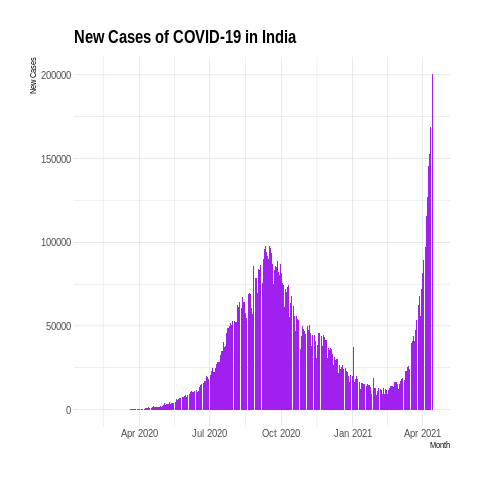 New Cases of COVID-19 in India
New Cases
200000
150000
100000
50000
0
Apr 2020 Jul 2020 Oct 2020 Jan 2021 Apr 2021
Month